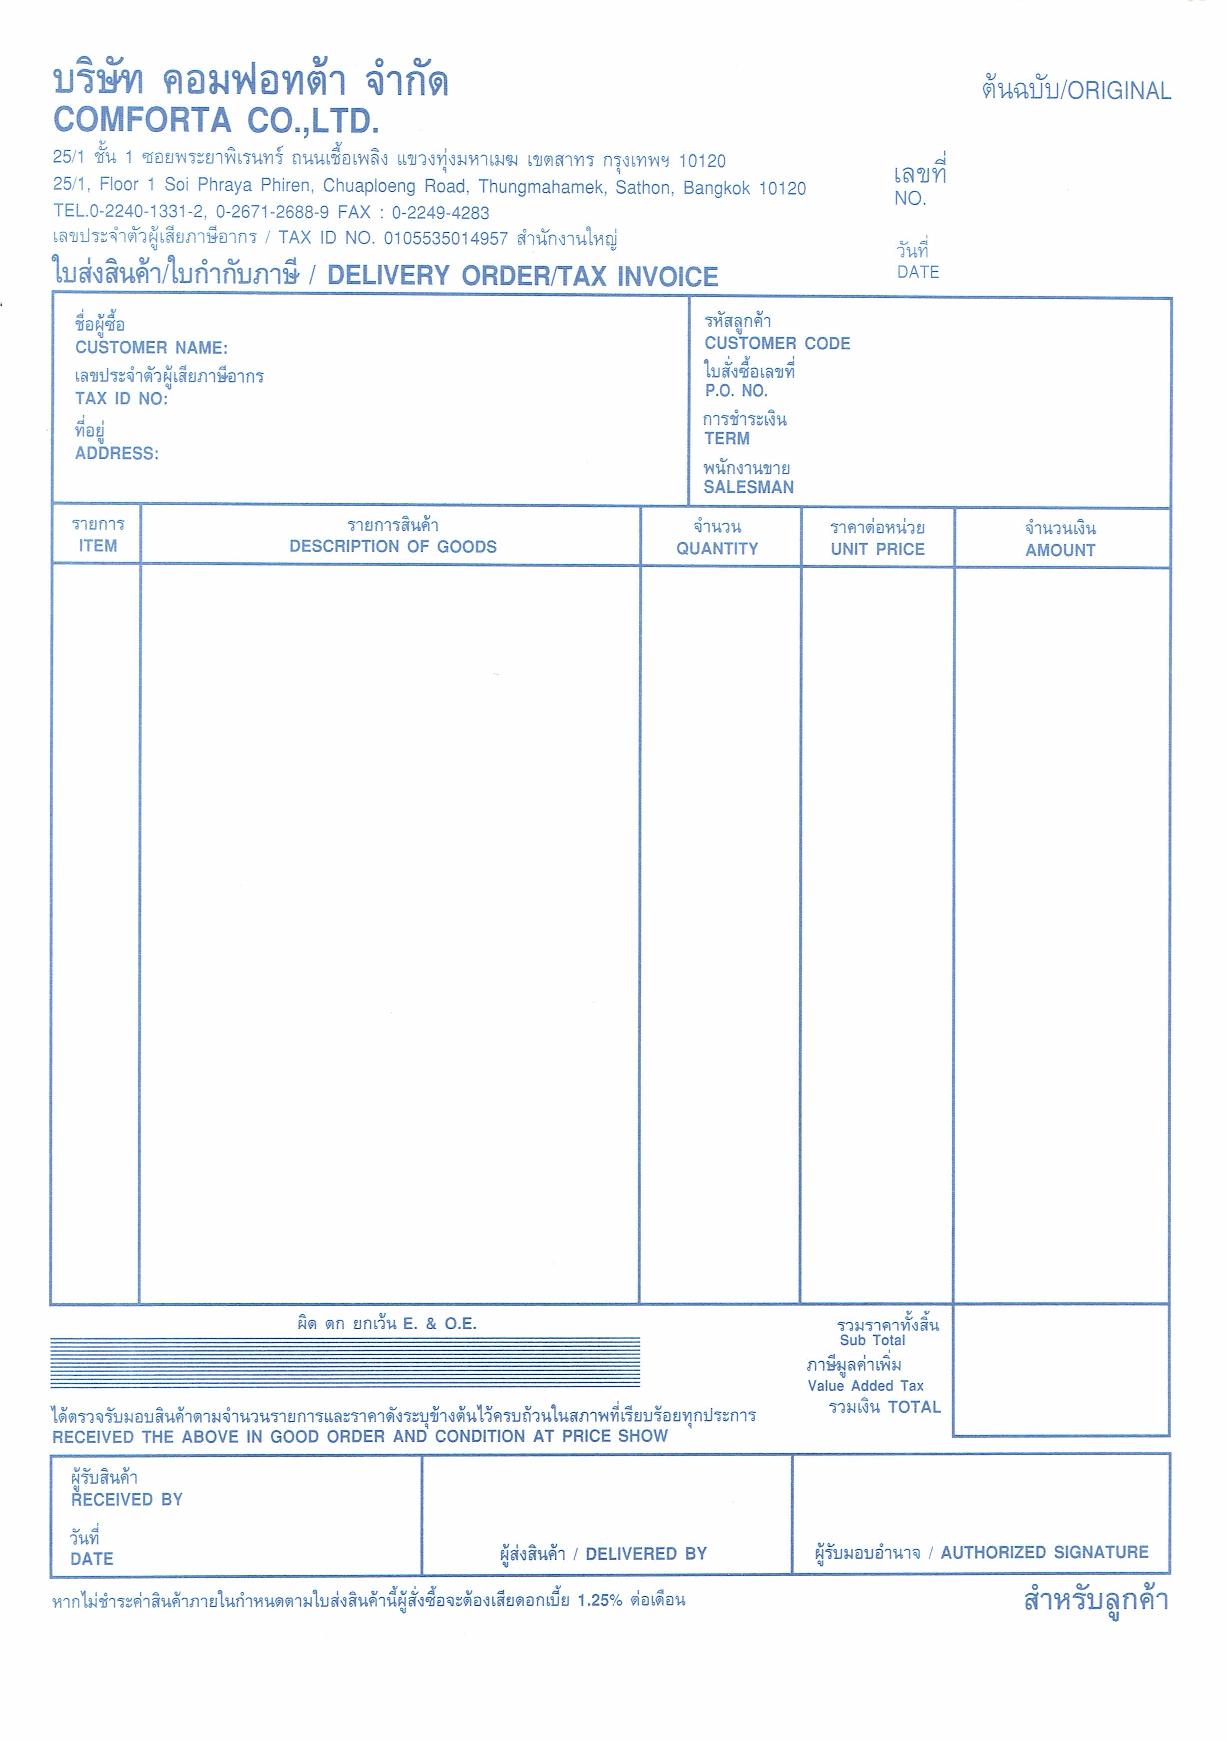 บริษัท คอมฟอทต้า จำกัด
COMFORTA CO.,LTD.
ต้นฉบับ/ORIGINAL
25/1 ชั้น 1 ซอยพระยาพิเรนทร์ ถนนเชื้อเพลิง แขวงทุ่งมหาเมฆ เขตสาทร กรุงเทพฯ 10120
25/1, Floor 1 Soi Phraya Phiren, Chuaploeng Road, Thungmahamek, Sathon, Bangkok 10120
TEL.0-2240-1331-2, 0-2671-2688-9 FAX : 0-2249-4283
เลขประจำตัวผู้เสียภาษีอากร / TAX ID NO. 0105535014957 สำนักงานใหญ่
เลขที่
NO.
วันที่
DATE
ใบส่งสินค้า/ใบกำกับภาษี / DELIVERY ORDER/TAX INVOICE
ชื่อผู้ซื้อ
CUSTOMER NAME:
เลขประจำตัวผู้เสียภาษีอากร
TAX ID NO:
ที่อยู่
ADDRESS:
รหัสลูกค้า
CUSTOMER CODE
ใบสั่งซื้อเลขที่
P.O. NO.
การชำระเงิน
TERM
พนักงานขาย
SALESMAN
รายการ
ITEM
รายการสินค้า
DESCRIPTION OF GOODS
จำนวน
QUANTITY
ราคาต่อหน่วย
UNIT PRICE
จำนวนเงิน
AMOUNT
ผิด ตก ยกเว้น E. & O.E.
รวมราคาทั้งสิ้น
Sub Total
ภาษีมูลค่าเพิ่ม
Value Added Tax
รวมเงิน TOTAL
ได้ตรวจรับมอบสินค้าตามจำนวนรายการและราคาดังระบุข้างต้นไว้ครบถ้วนในสภาพที่เรียบร้อยทุกประการ
RECEIVED THE ABOVE IN GOOD ORDER AND CONDITION AT PRICE SHOW
ผู้รับสินค้า
RECEIVED BY
วันที่
DATE
ผู้ส่งสินค้า / DELIVERED BY
ผู้รับมอบอำนาจ / AUTHORIZED SIGNATURE
หากไม่ชำระค่าสินค้าภายในกำหนดตามใบส่งสินค้านี้ผู้สั่งซื้อจะต้องเสียดอกเบี้ย 1.25% ต่อเดือน
สำหรับลูกค้า